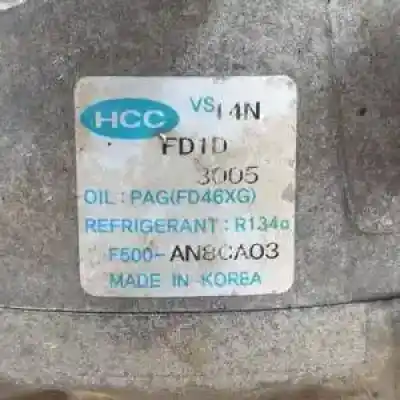 HCC VS14N
FD1D
3005
OIL : PAG(FD46XG)
REFRIGERANT : R134a
F500-AN8CA03
MADE IN KOREA